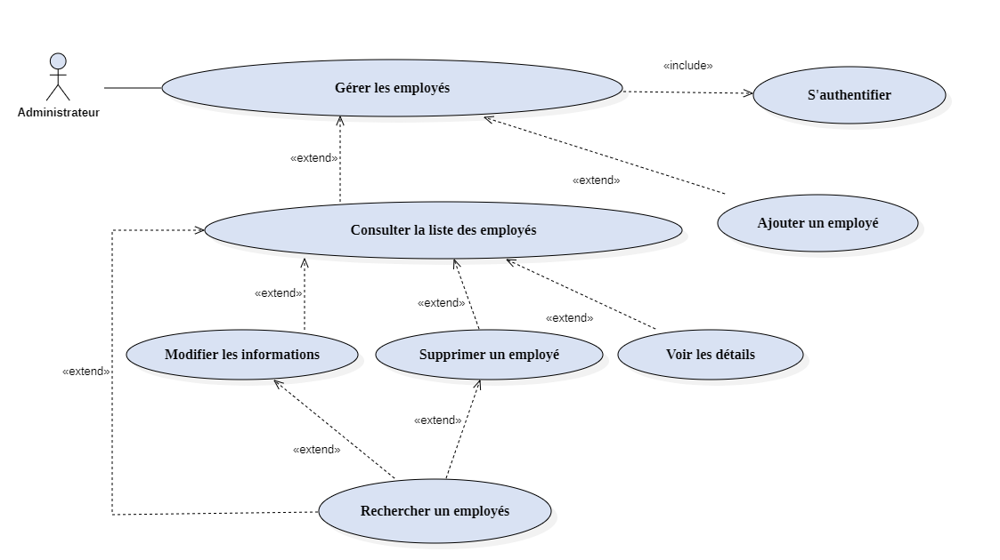 «include»
Gérer les employés
S'authentifier
Administrateur
«extend»
«extend»
Ajouter un employé
Consulter la liste des employés
«extend»
«extend»
«extend»
Modifier les informations
Supprimer un employé
Voir les détails
«extend»
«extend»
«extend»
Rechercher un employés